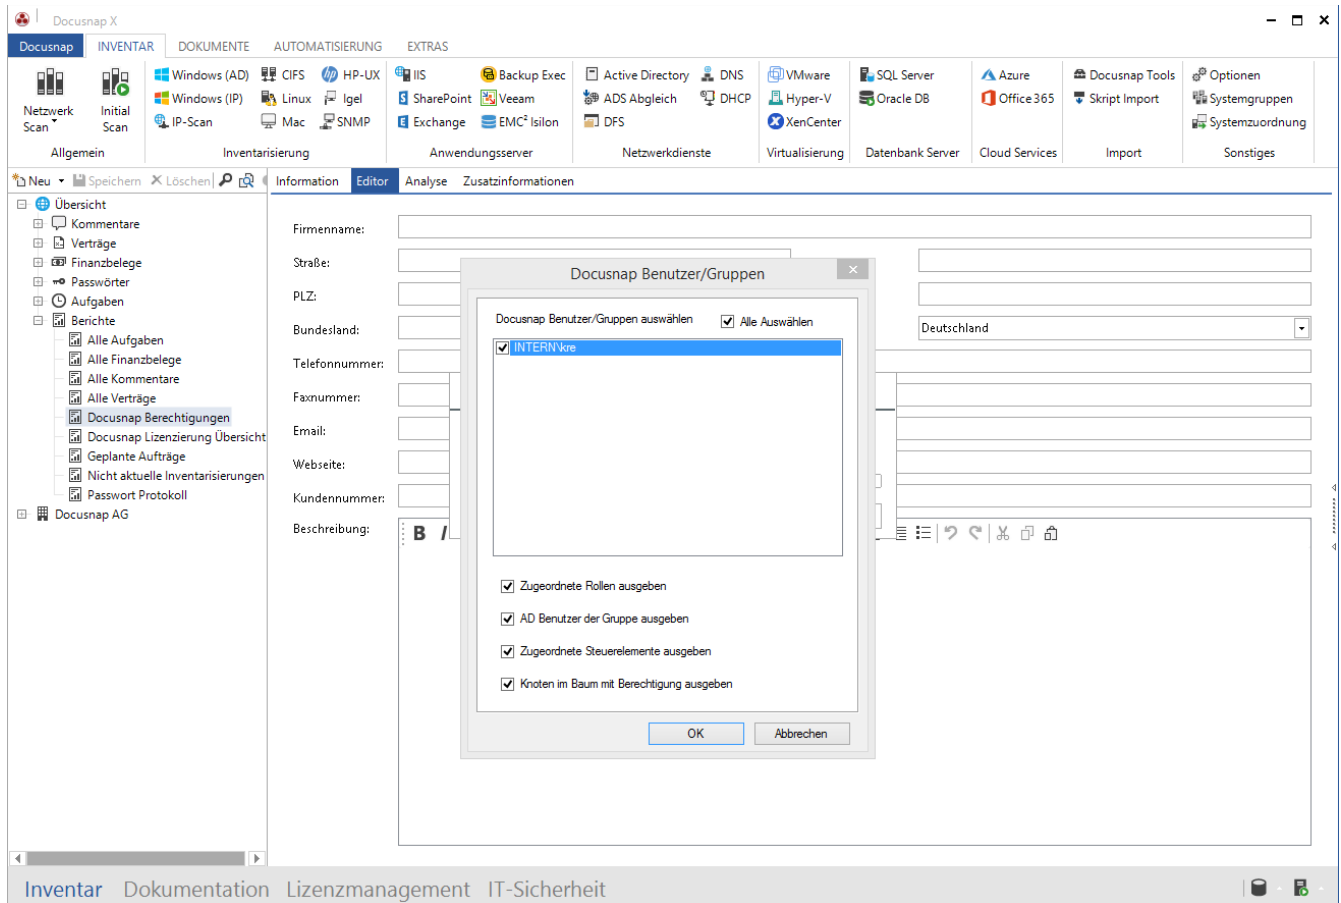 Docusnap X
Docusnap INVENTAR DOKUMENTE AUTOMATISIERUNG EXTRAS
Netzwerk Scan
Initial Scan
Allgemein
Windows (AD) CIFS HP-UX
Windows (IP) Linux Igel
IP-Scan Mac SNMP
Inventarisierung
IIS Backup Exec
SharePoint Veeam
Exchange EMC² Isilon
Anwendungsserver
Active Directory DNS
ADS Abgleich DHCP
DFS
Netzwerkdienste
VMware
Hyper-V
XenCenter
Virtualisierung
SQL Server
Oracle DB
Datenbank Server
Azure
Office 365
Cloud Services
Docusnap Tools
Skript Import
Import
Optionen
Systemgruppen
Systemzuordnung
Sonstiges
Neu Speichern Löschen
Information Editor Analyse Zusatzinformationen
Übersicht
Kommentare
Verträge
Finanzbelege
Passwörter
Aufgaben
Berichte
Alle Aufgaben
Alle Finanzbelege
Alle Kommentare
Alle Verträge
Docusnap Berechtigungen
Docusnap Lizenzierung Übersicht
Geplante Aufträge
Nicht aktuelle Inventarisierungen
Passwort Protokoll
Docusnap AG
Firmenname:
Straße:
PLZ:
Bundesland:
Deutschland
Telefonnummer:
Faxnummer:
Email:
Webseite:
Kundennummer:
Beschreibung:
B I
Docusnap Benutzer/Gruppen
Docusnap Benutzer/Gruppen auswählen Alle Auswählen
INTERN\kre
Zugeordnete Rollen ausgeben
AD Benutzer der Gruppe ausgeben
Zugeordnete Steuerelemente ausgeben
Knoten im Baum mit Berechtigung ausgeben
OK Abbrechen
Inventar Dokumentation Lizenzmanagement IT-Sicherheit